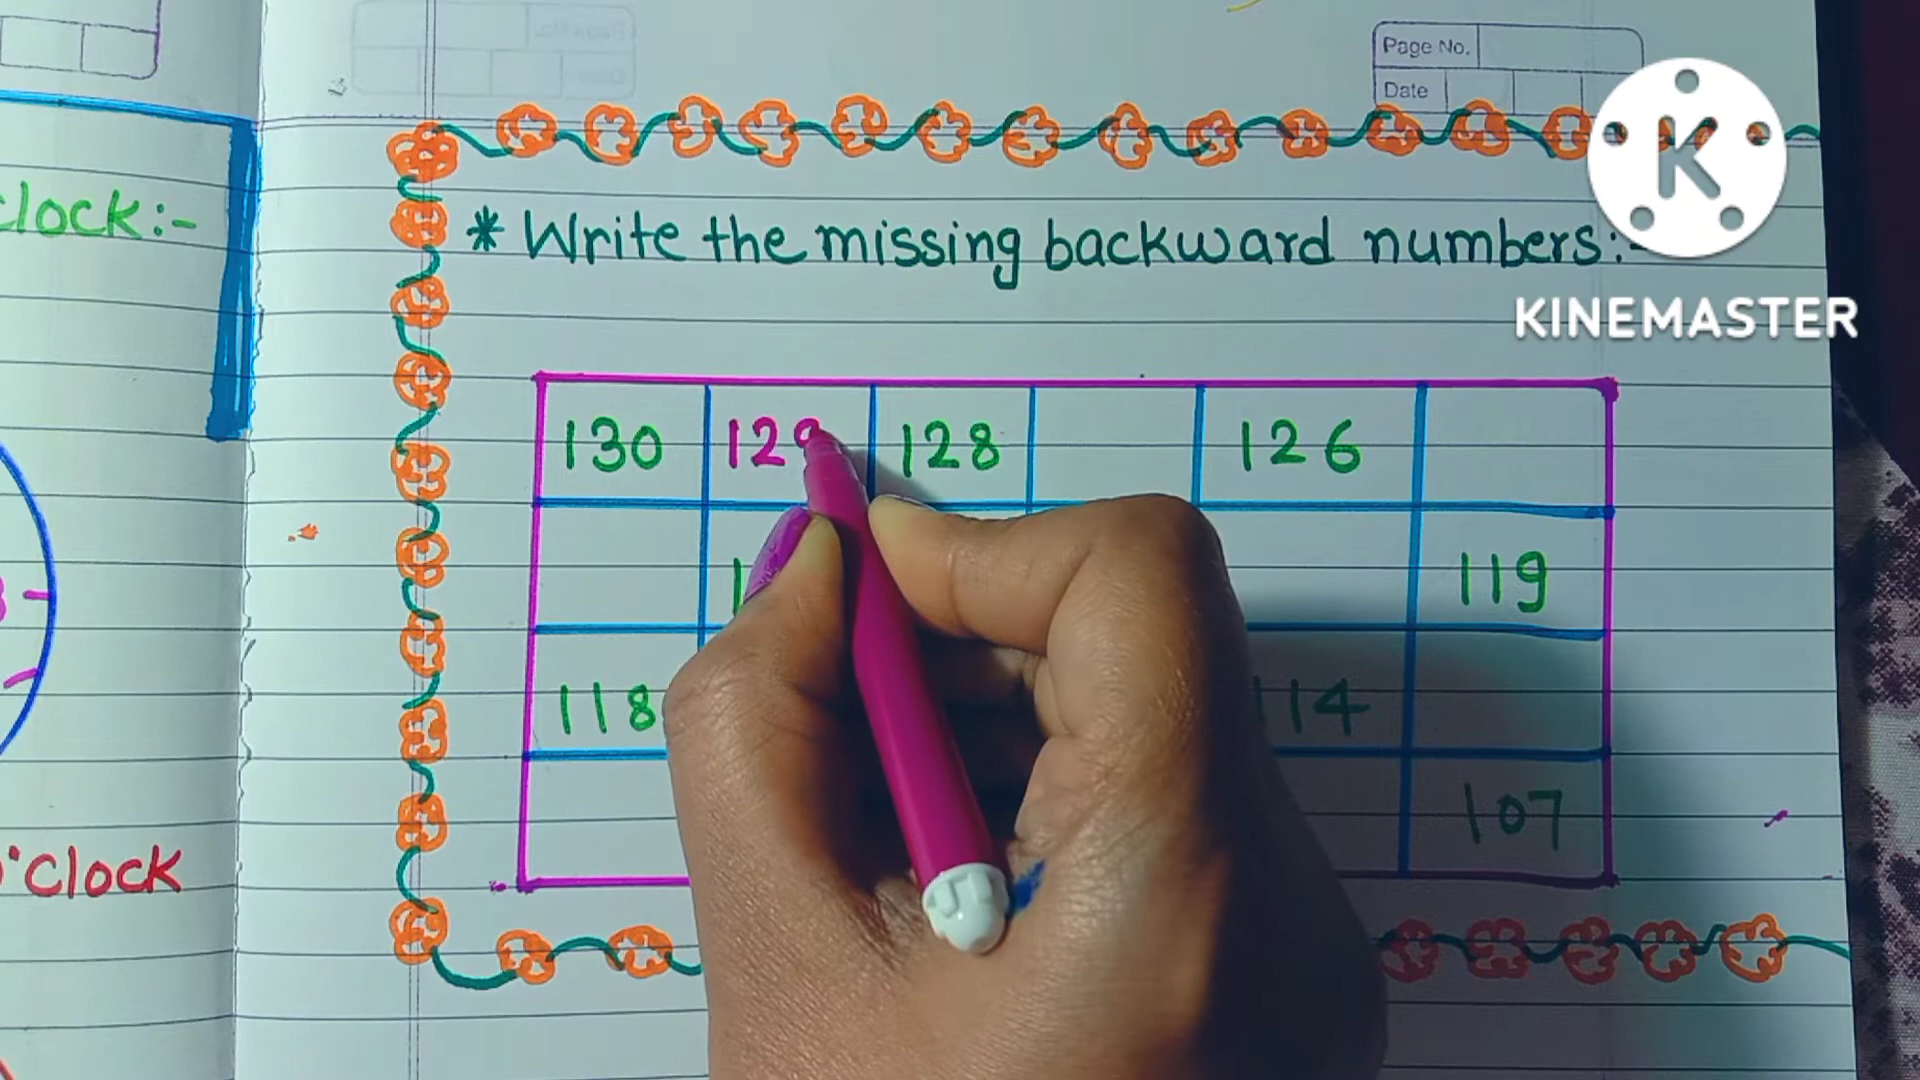 Page No.
Date
clock:-
* Write the missing backward numbers:-
KINEMASTER
130 129 128 126
119
118 114
107
o'clock